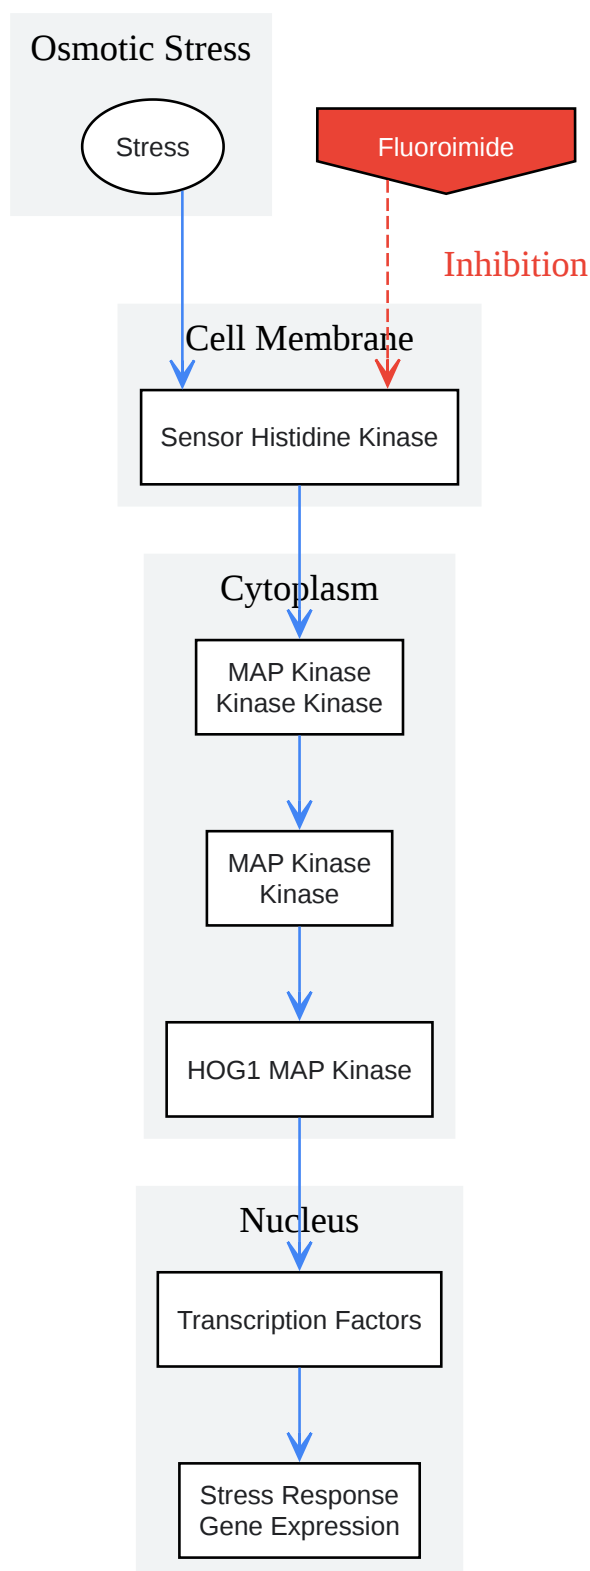 Osmotic Stress
Stress
Fluoroimide
Inhibition
Cell Membrane
Sensor Histidine Kinase
Cytoplasm
MAP Kinase
Kinase Kinase
MAP Kinase
Kinase
HOG1 MAP Kinase
Nucleus
Transcription Factors
Stress Response
Gene Expression